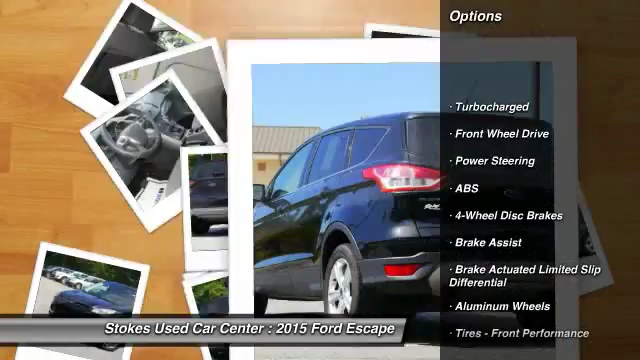 Options
· Turbocharged
· Front Wheel Drive
· Power Steering
· ABS
· 4-Wheel Disc Brakes
· Brake Assist
· Brake Actuated Limited Slip
Differential
· Aluminum Wheels
· Tires - Front Performance
Stokes Used Car Center : 2015 Ford Escape